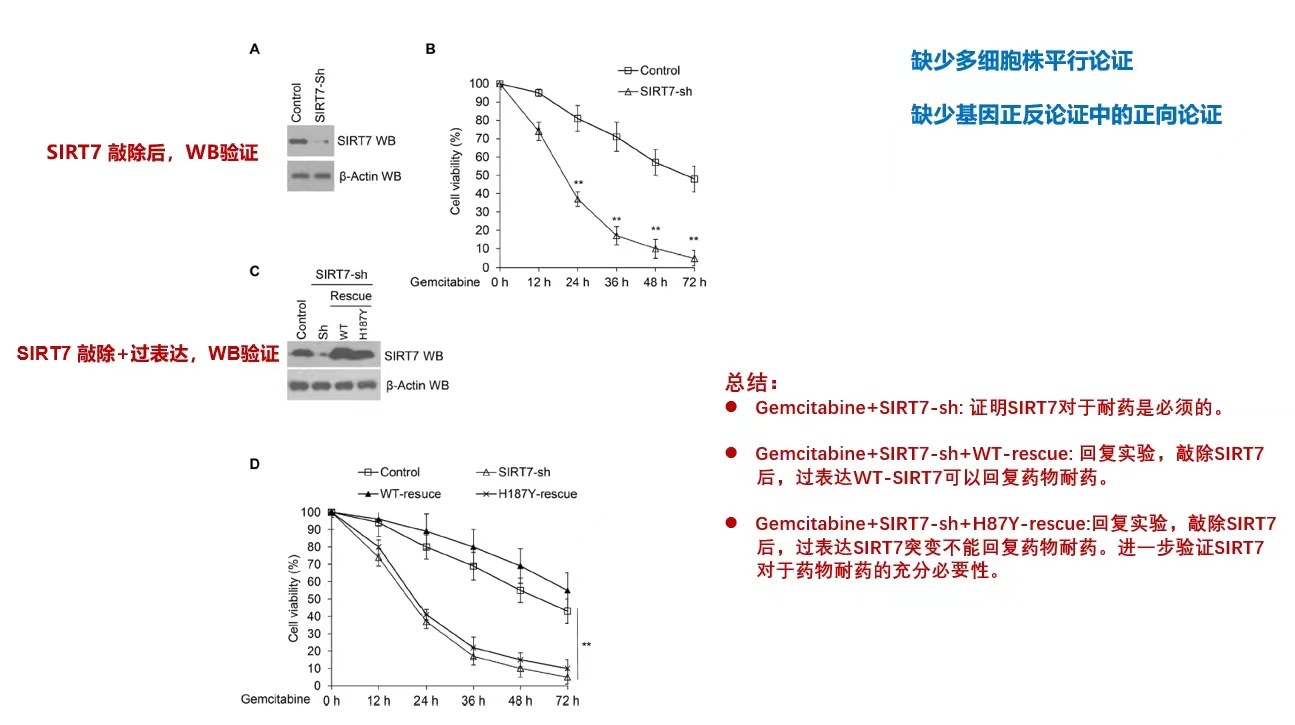 A
Control
SIRT7-Sh
SIRT7 WB
β-Actin WB
SIRT7 敲除后，WB验证
B
Control
SIRT7-sh
Cell viability (%)
100
90
80
70
60
50
40
30
20
10
0
**
**
**
**
Gemcitabine 0 h 12 h 24 h 36 h 48 h 72 h
缺少多细胞株平行论证
缺少基因正反论证中的正向论证
C
SIRT7-sh
Rescue
Control
Sh
WT
H187Y
SIRT7 WB
β-Actin WB
SIRT7 敲除+过表达，WB验证
D
Control SIRT7-sh
WT-resuce H187Y-rescue
Cell viability (%)
100
90
80
70
60
50
40
30
20
10
0
**
Gemcitabine 0 h 12 h 24 h 36 h 48 h 72 h
总结：
● Gemcitabine+SIRT7-sh: 证明SIRT7对于耐药是必须的。
● Gemcitabine+SIRT7-sh+WT-rescue: 回复实验，敲除SIRT7
后，过表达WT-SIRT7可以回复药物耐药。
● Gemcitabine+SIRT7-sh+H87Y-rescue:回复实验，敲除SIRT7
后，过表达SIRT7突变不能回复药物耐药。进一步验证SIRT7
对于药物耐药的充分必要性。